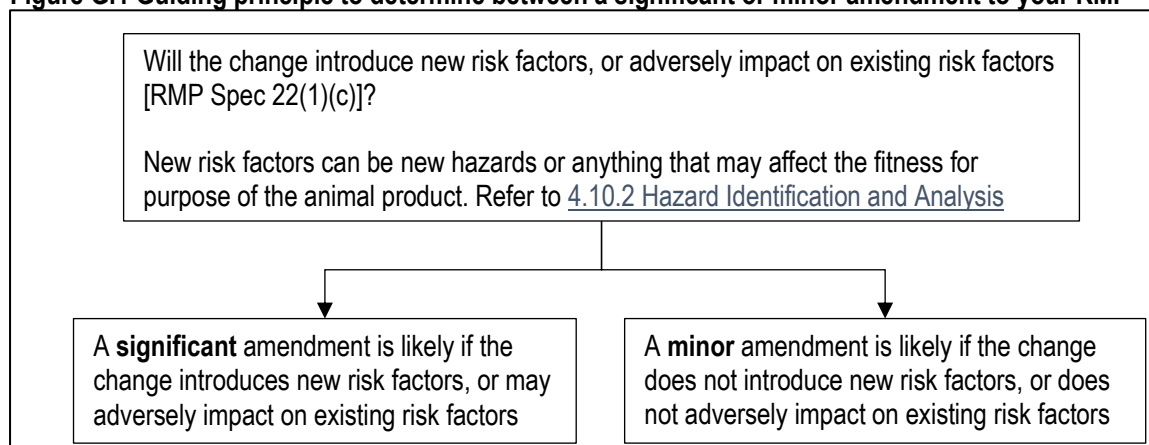 Figure Guiding principle to determine between a significant or minor amendment to your RMP
Will the change introduce new risk factors, or adversely impact on existing risk factors
[RMP Spec 22(1)(c)]?
New risk factors can be new hazards or anything that may affect the fitness for
purpose of the animal product. Refer to 4.10.2 Hazard Identification and Analysis
A significant amendment is likely if the
change introduces new risk factors, or may
adversely impact on existing risk factors
A minor amendment is likely if the change
does not introduce new risk factors, or does
not adversely impact on existing risk factors